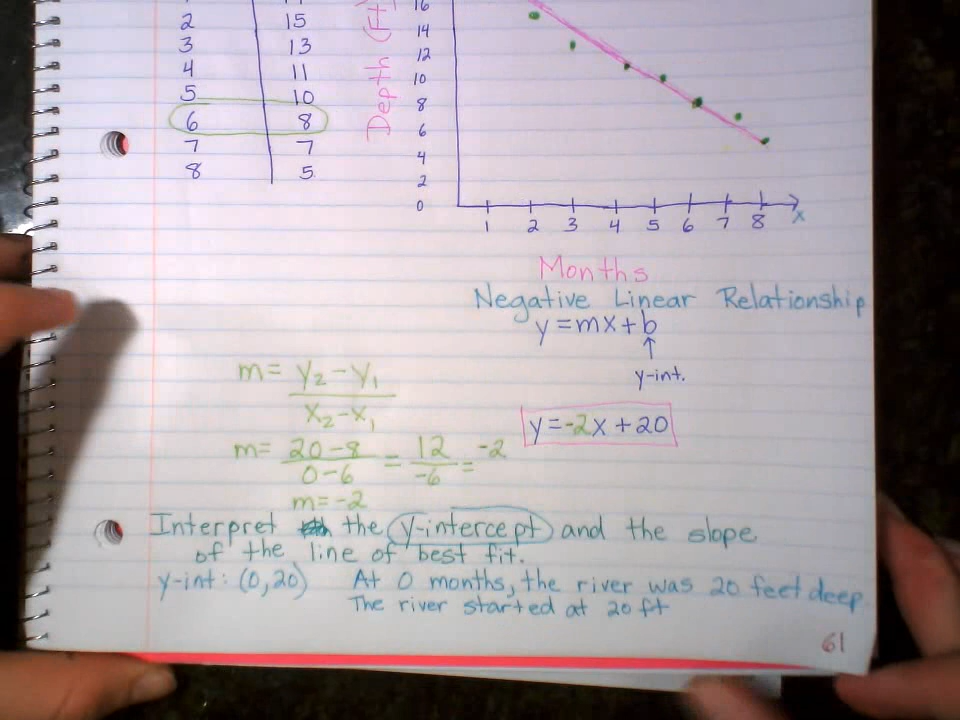 2 15
3 13
4 11
5 10
6 8
7 7
8 5
Depth (Ft
16
14
12
10
8
6
4
2
0
1 2 3 4 5 6 7 8 x
Months
Negative Linear Relationship
y = mx + b
↑
y-int.
m = y₂ - y₁ / x₂ - x₁
y = -2x + 20
m = 20 - 8 / 0 - 6 = 12 / -6 = -2
m = -2
Interpret the y-intercept and the slope
of the line of best fit.
y-int: (0, 20) At 0 months, the river was 20 feet deep.
The river started at 20 ft
61